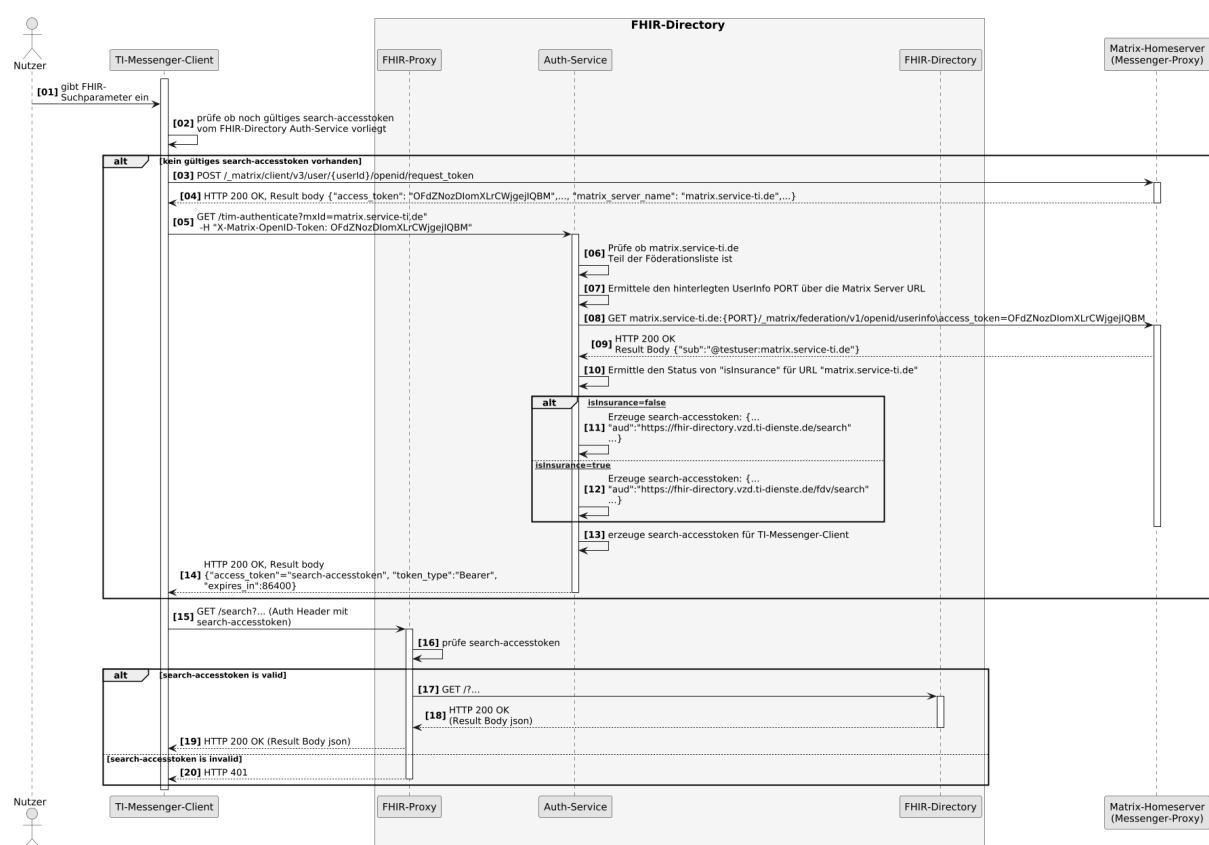 FHIR-Directory
Nutzer
TI-Messenger-Client
FHIR-Proxy
Auth-Service
FHIR-Directory
Matrix-Homeserver
(Messenger-Proxy)
[01] gibt FHIR-
Suchparameter ein
[02] prüfe ob noch gültiges search-accesstoken
vom FHIR-Directory Auth-Service vorliegt
alt [kein gültiges search-accesstoken vorhanden]
[03] POST /_matrix/client/v3/user/{userId}/openid/request_token
[04] HTTP 200 OK, Result body {"access_token": "OFdZNozDIomXLrCWjgejIQBM",..., "matrix_server_name": "matrix.service-ti.de",...}
[05] GET /tim-authenticate?mxId=matrix.service-ti.de"
-H "X-Matrix-OpenID-Token: OFdZNozDIomXLrCWjgejIQBM"
[06] Prüfe ob matrix.service-ti.de
Teil der Föderationsliste ist
[07] Ermittele den hinterlegten UserInfo PORT über die Matrix Server URL
[08] GET matrix.service-ti.de:{PORT}/_matrix/federation/v1/openid/userinfo\access_token=OFdZNozDIomXLrCWjgejIQBM
[09] HTTP 200 OK
Result Body {"sub":"@testuser:matrix.service-ti.de"}
[10] Ermittle den Status von "isInsurance" für URL "matrix.service-ti.de"
alt isInsurance=false
[11] Erzeuge search-accesstoken: {...
"aud":"https://fhir-directory.vzd.ti-dienste.de/search"
...}
isInsurance=true
[12] Erzeuge search-accesstoken: {...
"aud":"https://fhir-directory.vzd.ti-dienste.de/fdv/search"
...}
[13] erzeuge search-accesstoken für TI-Messenger-Client
[14] HTTP 200 OK, Result body
{"access_token"="search-accesstoken", "token_type":"Bearer",
"expires_in":86400}
[15] GET /search?... (Auth Header mit
search-accesstoken)
[16] prüfe search-accesstoken
alt [search-accesstoken is valid]
[17] GET /?...
[18] HTTP 200 OK
(Result Body json)
[19] HTTP 200 OK (Result Body json)
[search-accesstoken is invalid]
[20] HTTP 401
Nutzer
TI-Messenger-Client
FHIR-Proxy
Auth-Service
FHIR-Directory
Matrix-Homeserver
(Messenger-Proxy)